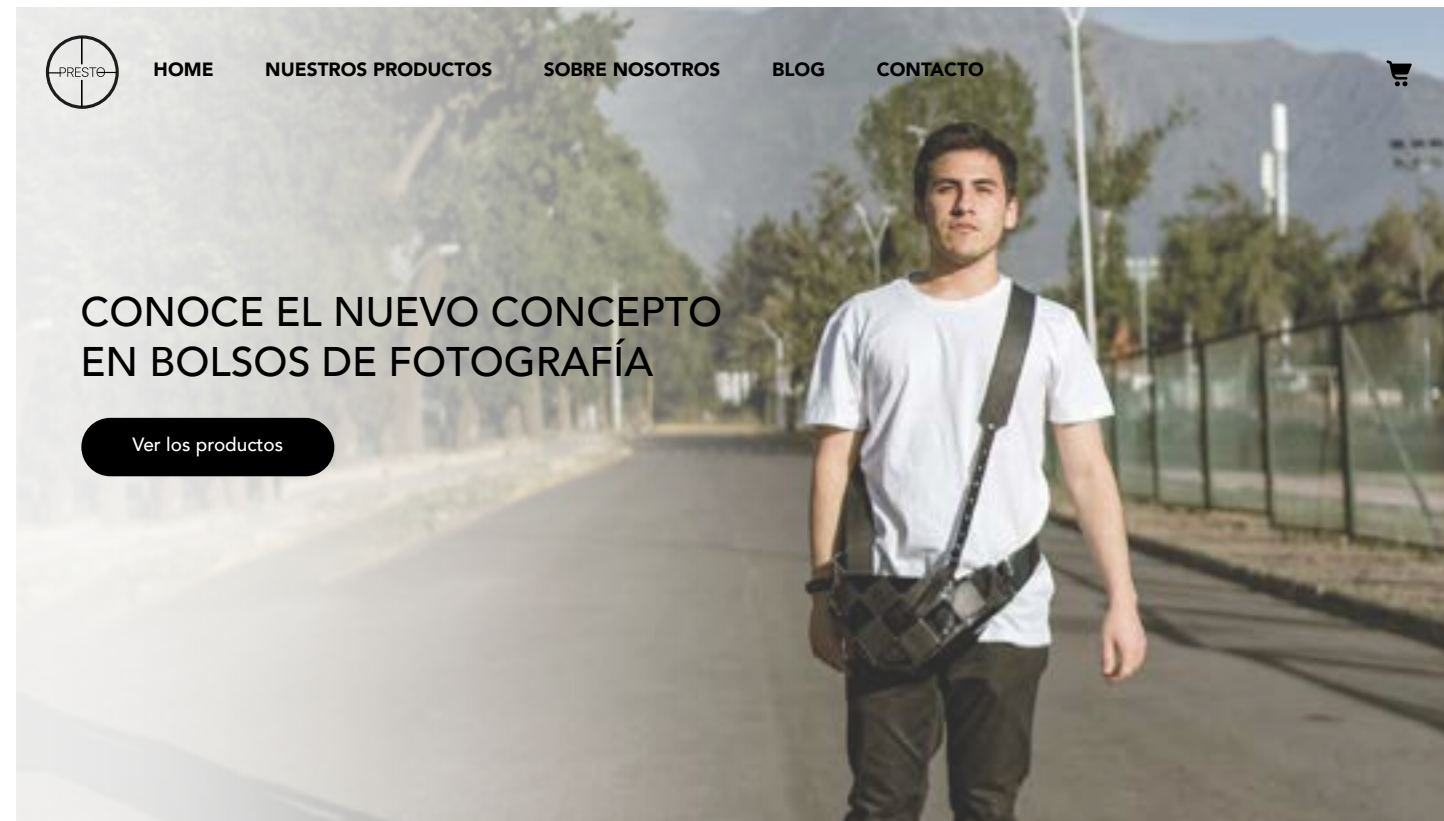 PRESTO
HOME NUESTROS PRODUCTOS SOBRE NOSOTROS BLOG CONTACTO
CONOCE EL NUEVO CONCEPTO
EN BOLSOS DE FOTOGRAFÍA
Ver los productos